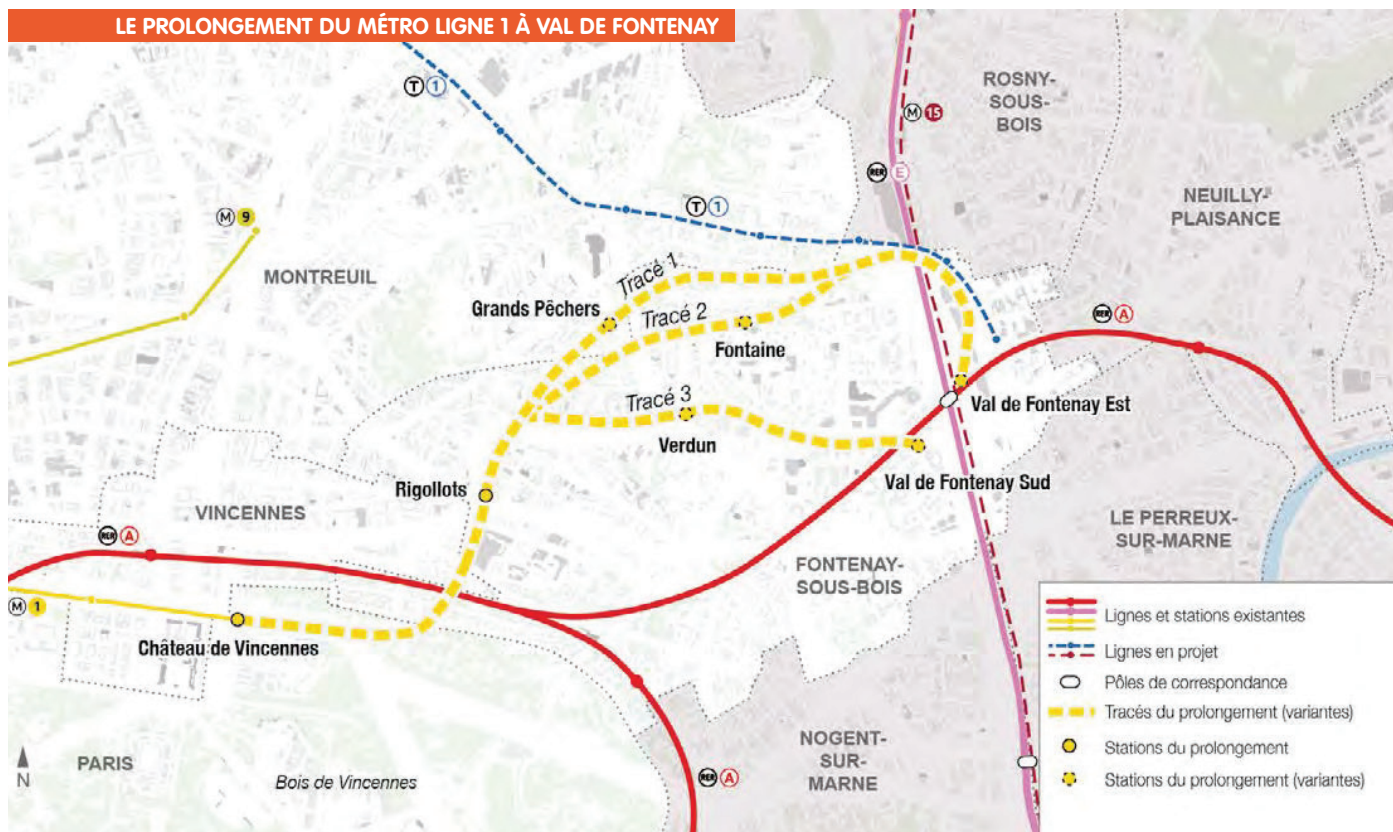 LE PROLONGEMENT DU MÉTRO LIGNE 1 À VAL DE FONTENAY
T 1
ROSNY-
SOUS-
BOIS
M 15
RER E
NEUILLY-
PLAISANCE
T 1
M 9
MONTREUIL
Tracé 1
Grands Pêchers
Tracé 2
Fontaine
RER A
Tracé 3
Verdun
Val de Fontenay Est
Val de Fontenay Sud
Rigollots
VINCENNES
RER A
LE PERREUX-
SUR-MARNE
FONTENAY-
SOUS-BOIS
M 1
Château de Vincennes
PARIS
N
Bois de Vincennes
NOGENT-
SUR-
MARNE
RER A
Lignes et stations existantes
Lignes en projet
Pôles de correspondance
Tracés du prolongement (variantes)
Stations du prolongement
Stations du prolongement (variantes)